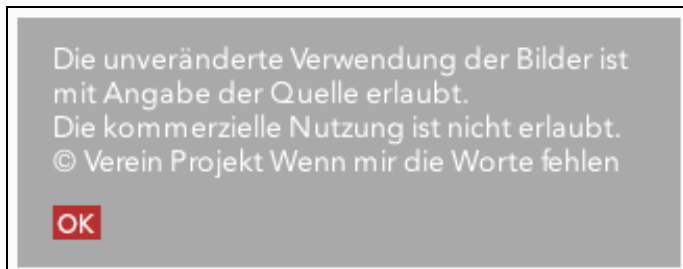 Die unveränderte Verwendung der Bilder ist
mit Angabe der Quelle erlaubt.
Die kommerzielle Nutzung ist nicht erlaubt.
© Verein Projekt Wenn mir die Worte fehlen
OK